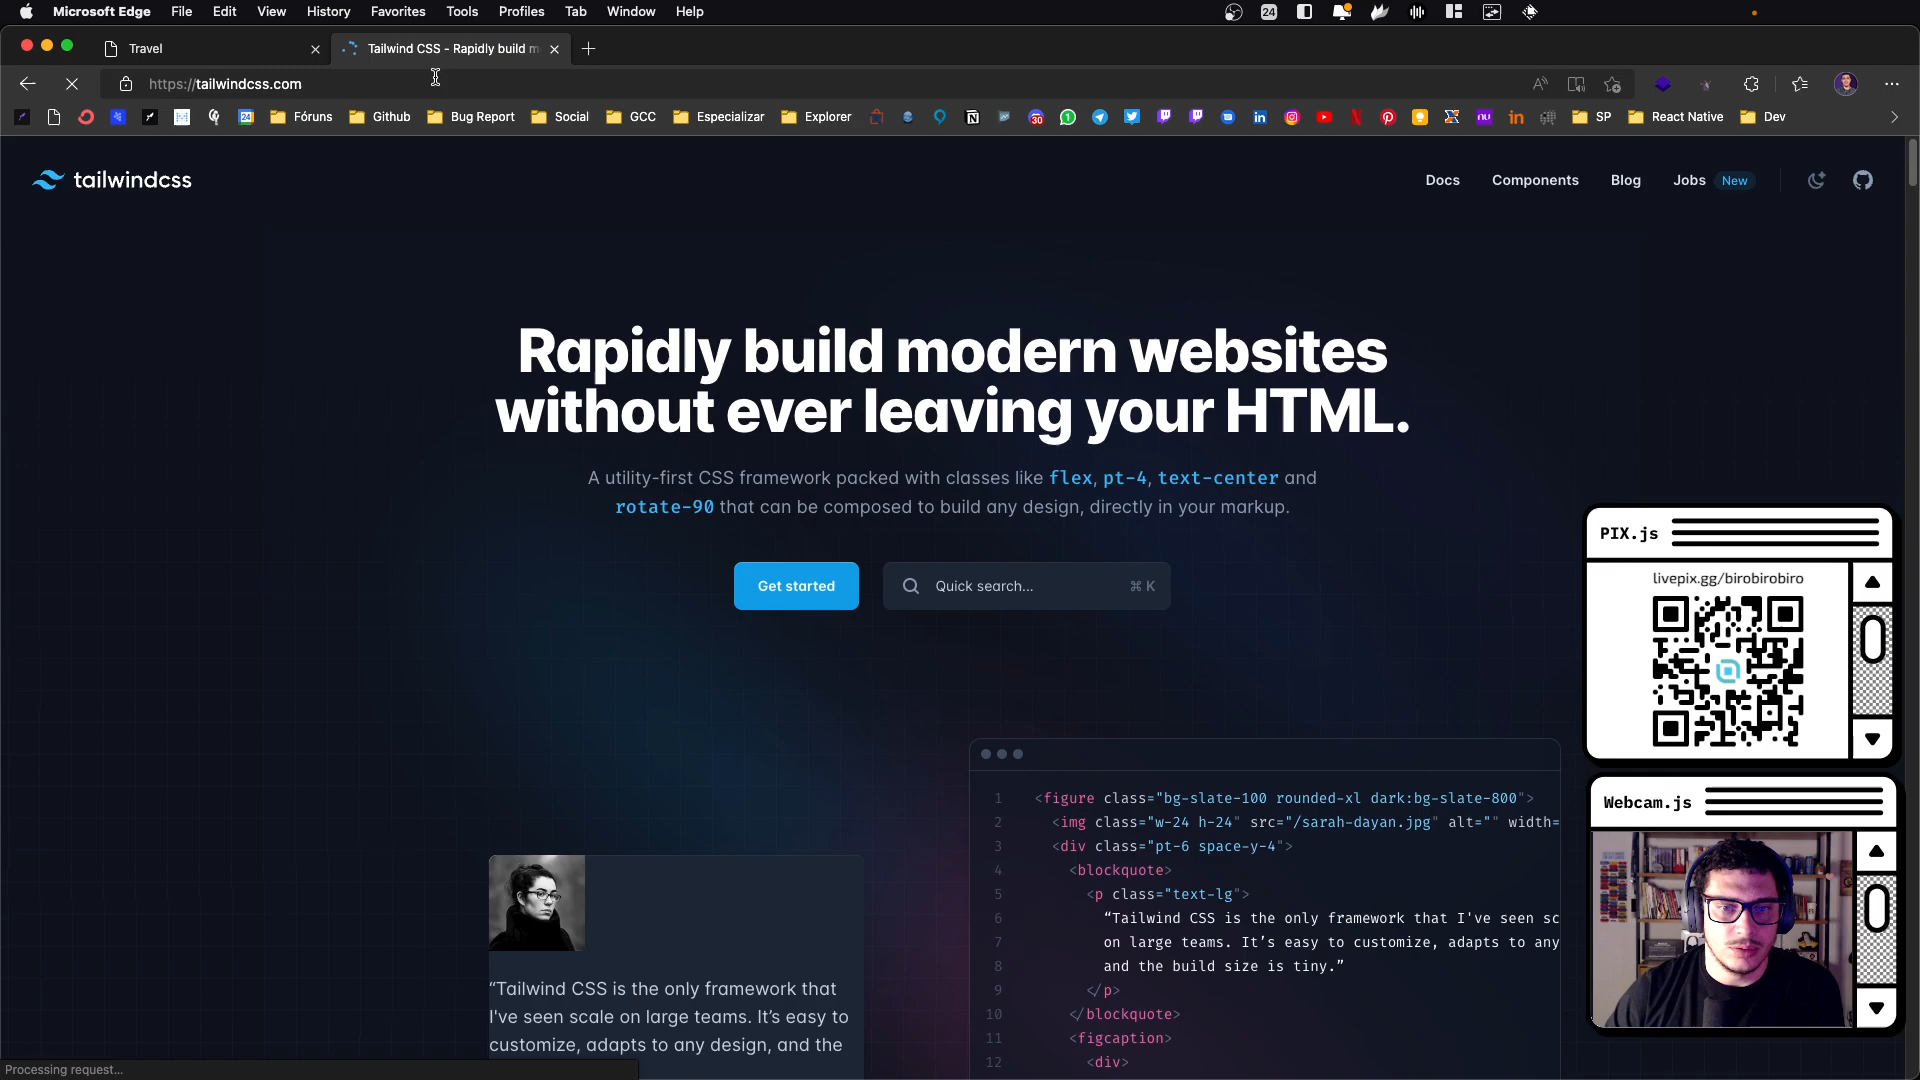 Microsoft Edge File Edit View History Favorites Tools Profiles Tab Window Help 24
Travel
Tailwind CSS - Rapidly build m
https://tailwindcss.com
24 Fóruns Github Bug Report Social GCC Especializar Explorer 30 1 SP React Native Dev
tailwindcss
Docs Components Blog Jobs New
Rapidly build modern websites
without ever leaving your HTML.
A utility-first CSS framework packed with classes like flex, pt-4, text-center and
rotate-90 that can be composed to build any design, directly in your markup.
Get started
Quick search... ⌘ K
PIX.js
livepix.gg/birobirobiro
1 <figure class="bg-slate-100 rounded-xl dark:bg-slate-800">
2 <img class="w-24 h-24" src="/sarah-dayan.jpg" alt="" width=
3 <div class="pt-6 space-y-4">
4 <blockquote>
5 <p class="text-lg">
6 “Tailwind CSS is the only framework that I've seen sc
7 on large teams. It’s easy to customize, adapts to any
8 and the build size is tiny.”
9 </p>
10 </blockquote>
11 <figcaption>
12 <div>
“Tailwind CSS is the only framework that
I've seen scale on large teams. It’s easy to
customize, adapts to any design, and the
Webcam.js
Processing request...